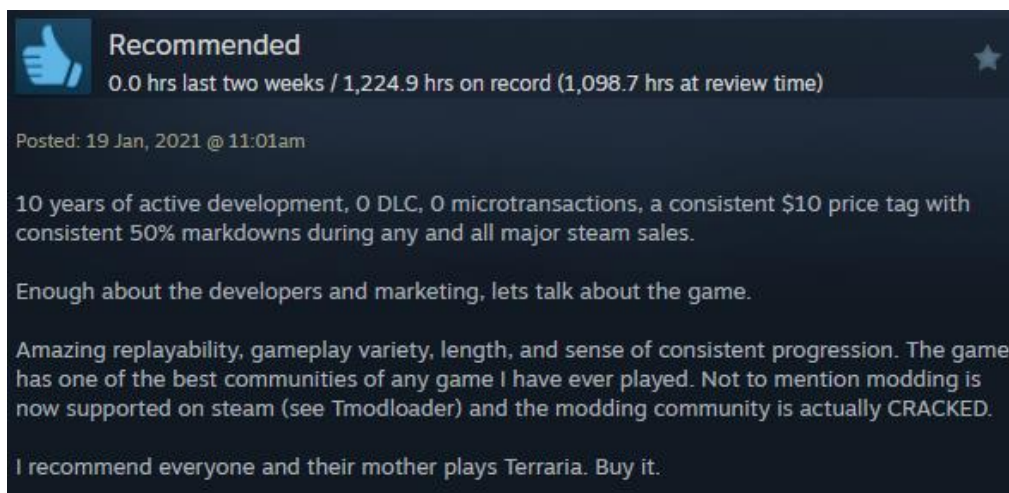 Recommended
0.0 hrs last two weeks / 1,224.9 hrs on record (1,098.7 hrs at review time)
Posted: 19 Jan, 2021 @ 11:01am
10 years of active development, 0 DLC, 0 microtransactions, a consistent $10 price tag with
consistent 50% markdowns during any and all major steam sales.
Enough about the developers and marketing, lets talk about the game.
Amazing replayability, gameplay variety, length, and sense of consistent progression. The game
has one of the best communities of any game I have ever played. Not to mention modding is
now supported on steam (see Tmodloader) and the modding community is actually CRACKED.
I recommend everyone and their mother plays Terraria. Buy it.